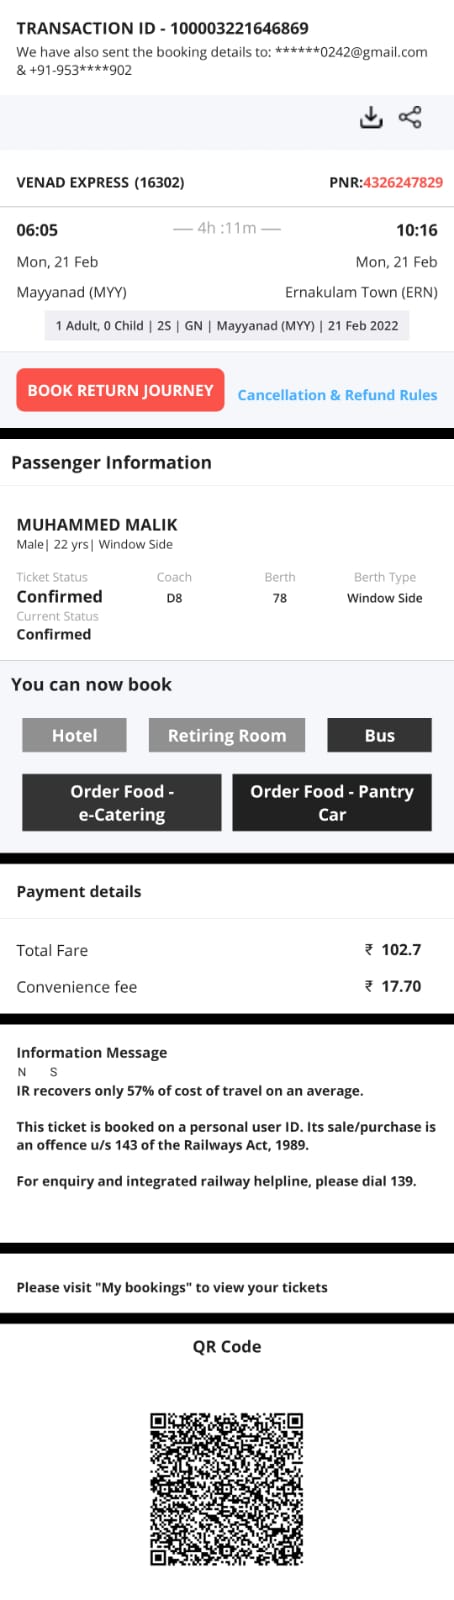 TRANSACTION ID - 100003221646869
We have also sent the booking details to: ******0242@gmail.com
& +91-953****902
VENAD EXPRESS (16302) PNR:4326247829
06:05 — 4h :11m — 10:16
Mon, 21 Feb Mon, 21 Feb
Mayyanad (MYY) Ernakulam Town (ERN)
1 Adult, 0 Child | 2S | GN | Mayyanad (MYY) | 21 Feb 2022
BOOK RETURN JOURNEY Cancellation & Refund Rules
Passenger Information
MUHAMMED MALIK
Male| 22 yrs| Window Side
Ticket Status Coach Berth Berth Type
Confirmed D8 78 Window Side
Current Status
Confirmed
You can now book
Hotel Retiring Room Bus
Order Food - e-Catering Order Food - Pantry Car
Payment details
Total Fare ₹ 102.7
Convenience fee ₹ 17.70
Information Message
N S
IR recovers only 57% of cost of travel on an average.
This ticket is booked on a personal user ID. Its sale/purchase is
an offence u/s 143 of the Railways Act, 1989.
For enquiry and integrated railway helpline, please dial 139.
Please visit "My bookings" to view your tickets
QR Code